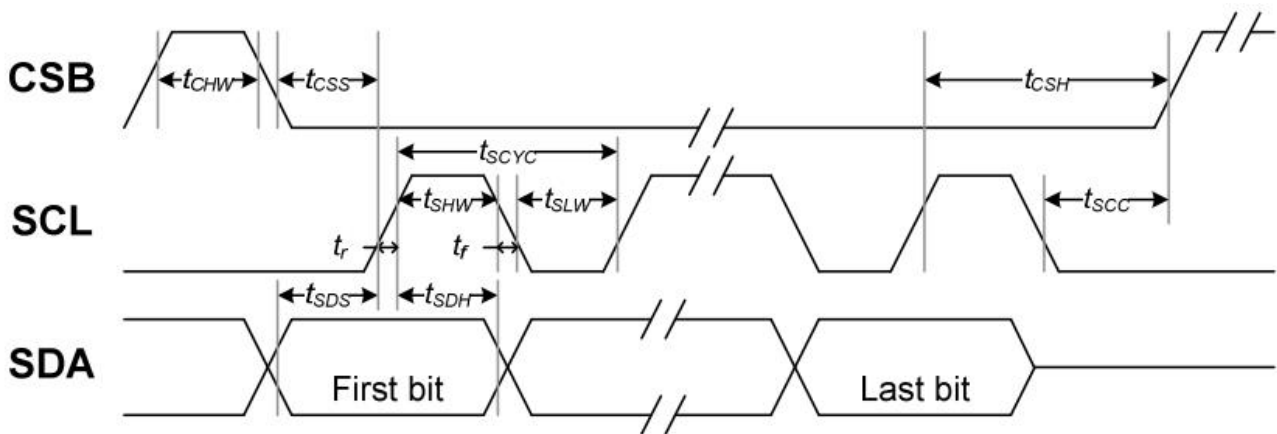 CSB
tCHW
tCSS
tCSH
tSCYC
SCL
tSHW
tSLW
tSCC
tr
tf
tSDS
tSDH
SDA
First bit
Last bit